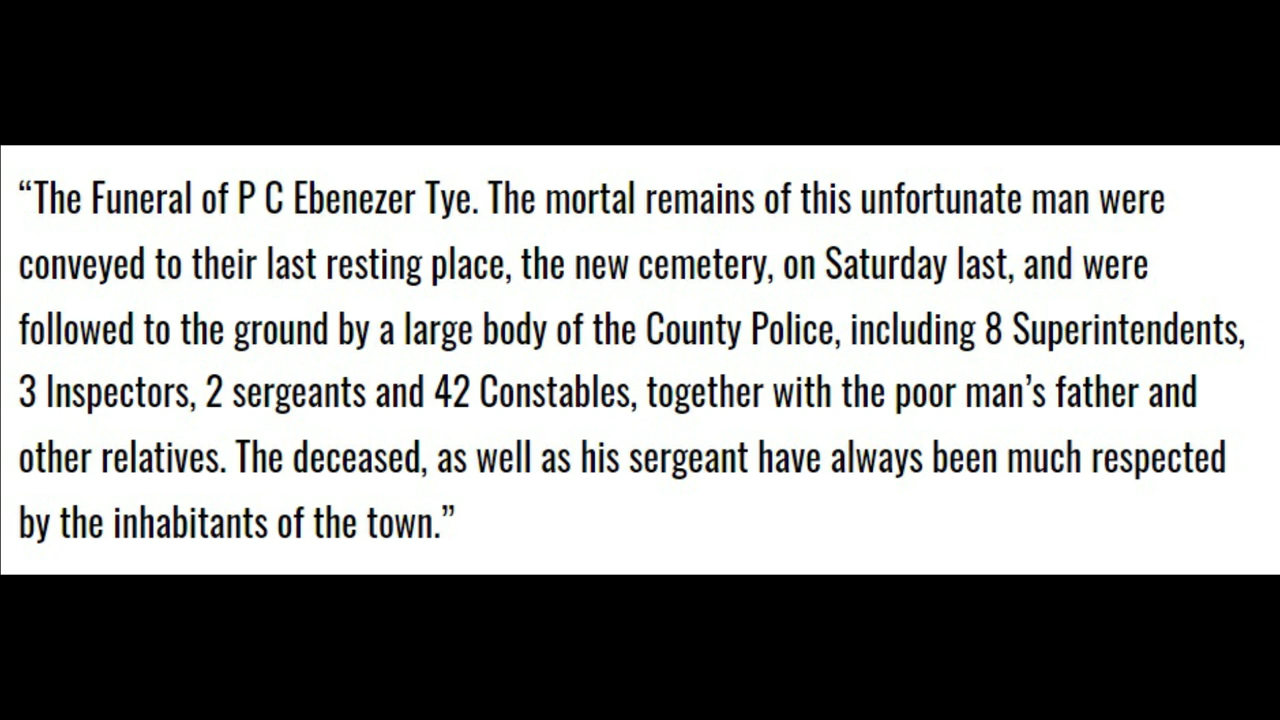 “The Funeral of P C Ebenezer Tye. The mortal remains of this unfortunate man were
conveyed to their last resting place, the new cemetery, on Saturday last, and were
followed to the ground by a large body of the County Police, including 8 Superintendents,
3 Inspectors, 2 sergeants and 42 Constables, together with the poor man’s father and
other relatives. The deceased, as well as his sergeant have always been much respected
by the inhabitants of the town.”